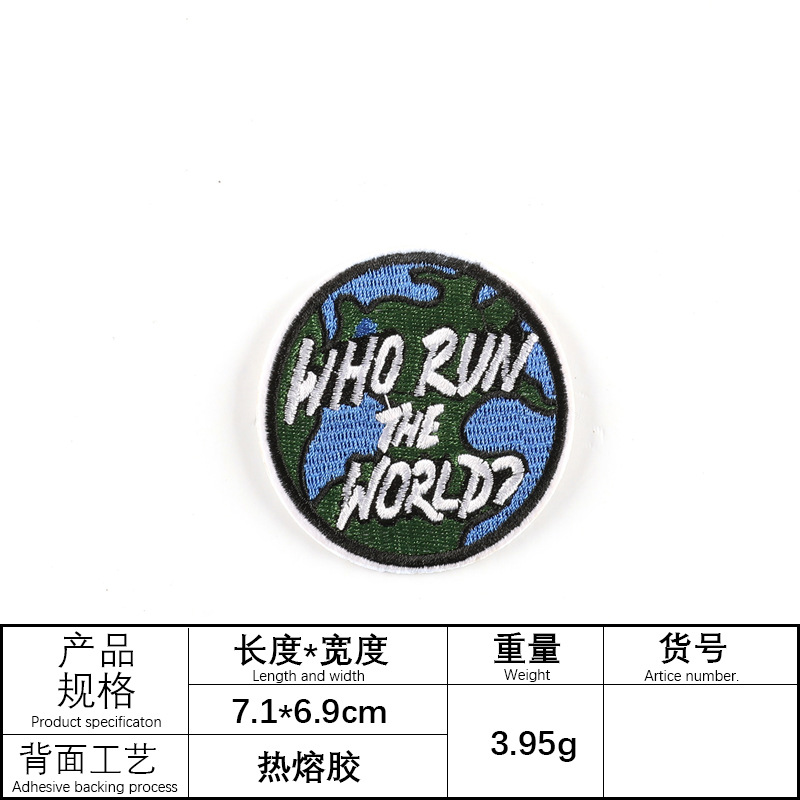 WHO RUN
THE
WORLD?
产品
规格
Product specificaton
长度*宽度
Length and width
重量
Weight
货号
Artice number.
7.1*6.9cm
3.95g
背面工艺
Adhesive backing process
热熔胶